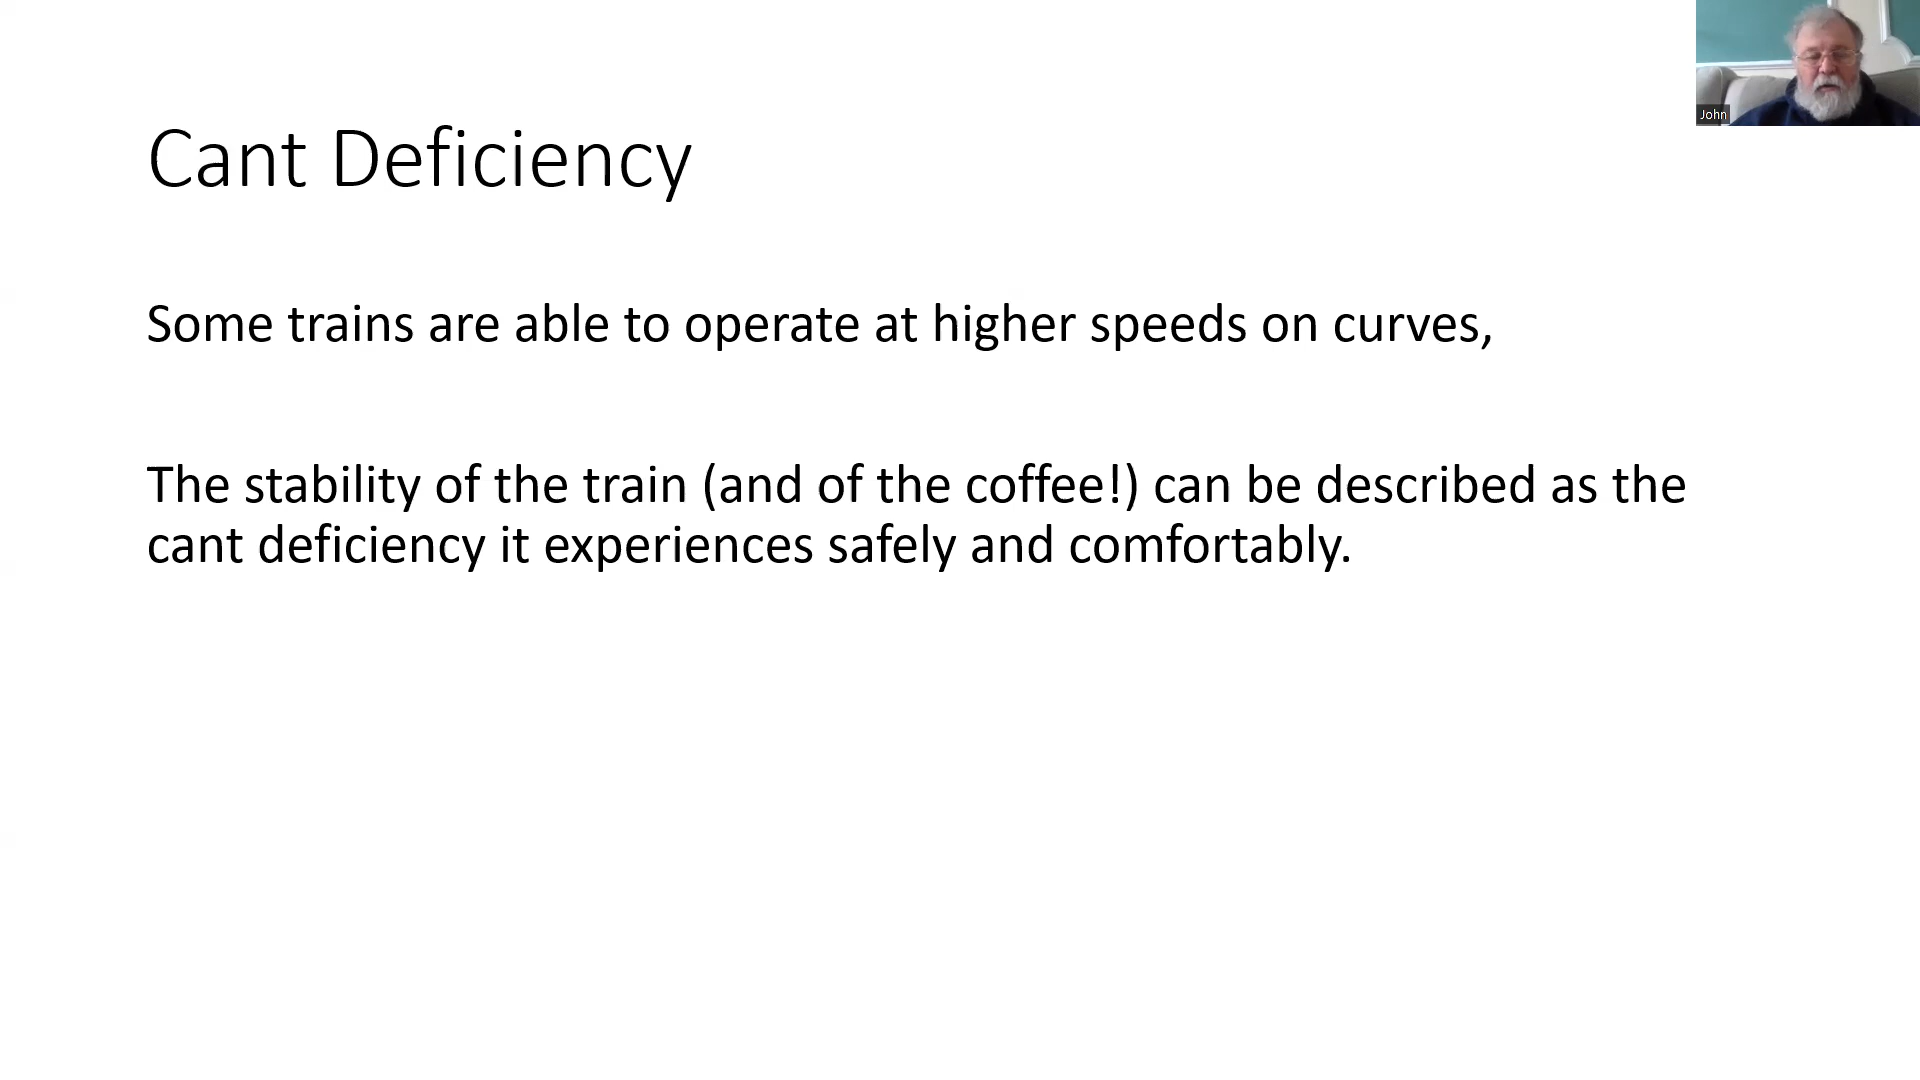 Cant Deficiency
Some trains are able to operate at higher speeds on curves,
The stability of the train (and of the coffee!) can be described as the
cant deficiency it experiences safely and comfortably.
John